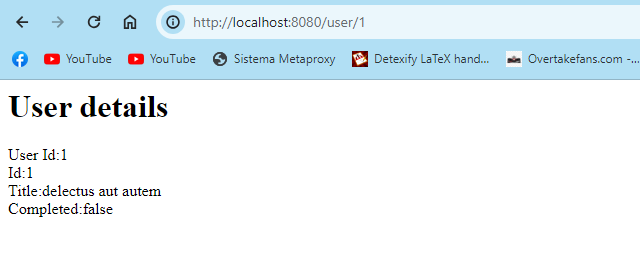 http://localhost:8080/user/1
YouTube YouTube Sistema Metaproxy Detexify LaTeX hand... Overtakefans.com -...
User details
User Id:1
Id:1
Title:delectus aut autem
Completed:false